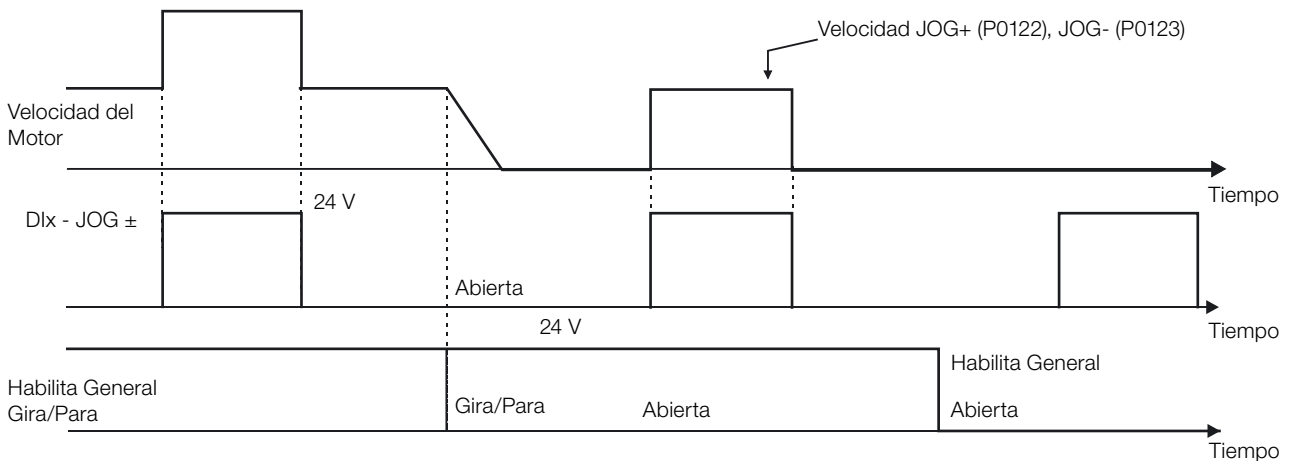 Velocidad JOG+ (P0122), JOG- (P0123)
Velocidad del
Motor
Tiempo
24 V
DIx - JOG ±
Abierta
Tiempo
24 V
Habilita General
Habilita General
Gira/Para
Gira/Para
Abierta
Abierta
Tiempo